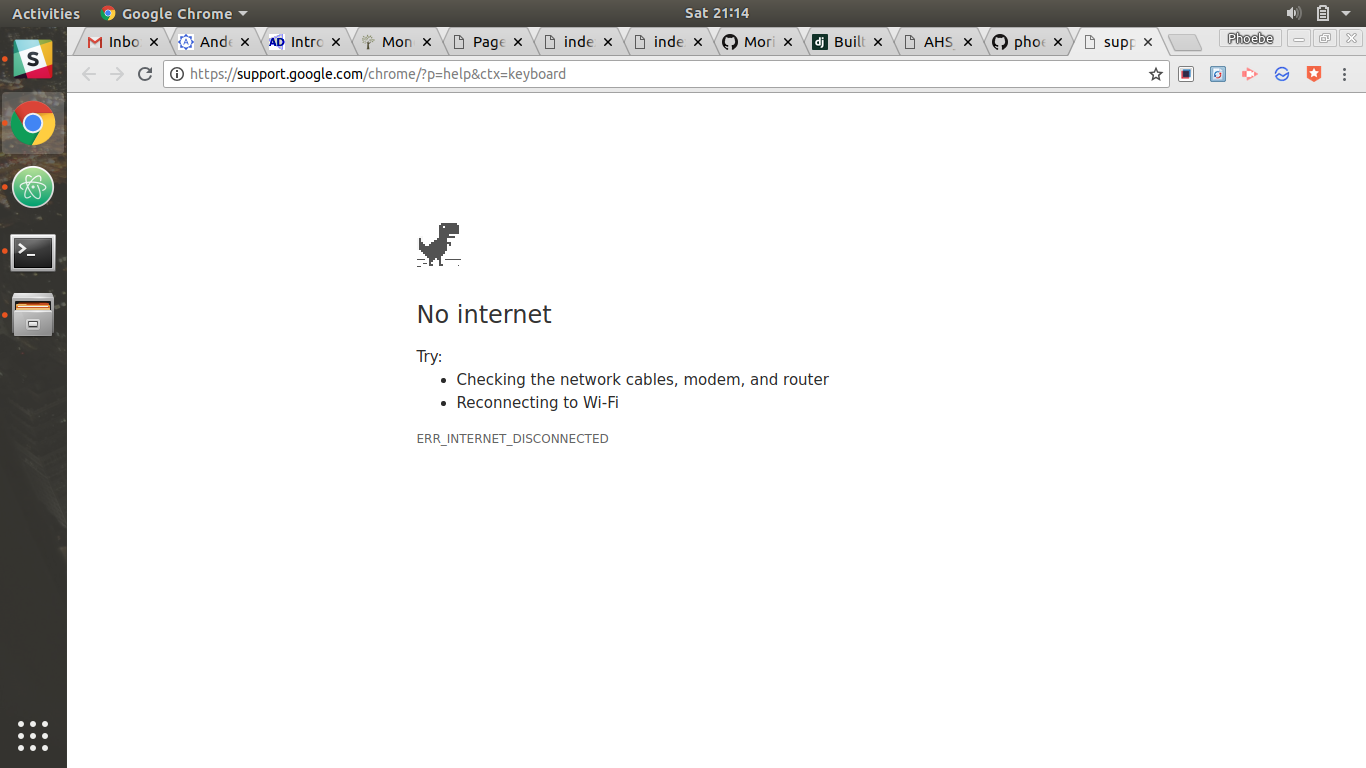 Activities Google Chrome Sat 21:14
Inbo Ande Intro Mon Page inde inde Mori Built AHS_ phoe supp Phoebe
https://support.google.com/chrome/?p=help&ctx=keyboard
S
>_
No internet
Try:
Checking the network cables, modem, and router
Reconnecting to Wi-Fi
ERR_INTERNET_DISCONNECTED